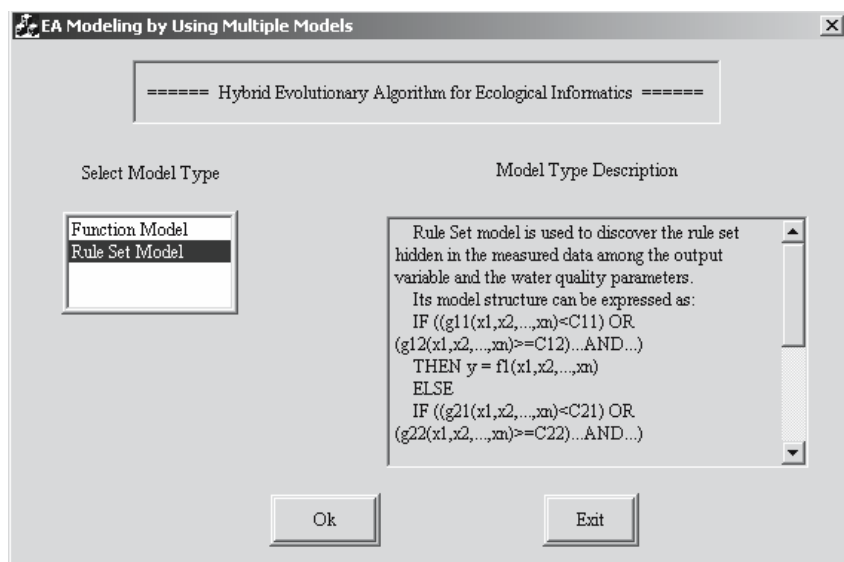 EA Modeling by Using Multiple Models
====== Hybrid Evolutionary Algorithm for Ecological Informatics ======
Select Model Type
Function Model
Rule Set Model
Model Type Description
Rule Set model is used to discover the rule set
hidden in the measured data among the output
variable and the water quality parameters.
Its model structure can be expressed as:
IF ((g11(x1,x2,...,xn)<C11) OR
(g12(x1,x2,...,xn)>=C12)...AND...)
THEN y = f1(x1,x2,...,xn)
ELSE
IF ((g21(x1,x2,...,xn)<C21) OR
(g22(x1,x2,...,xn)>=C22)...AND...)
Ok
Exit